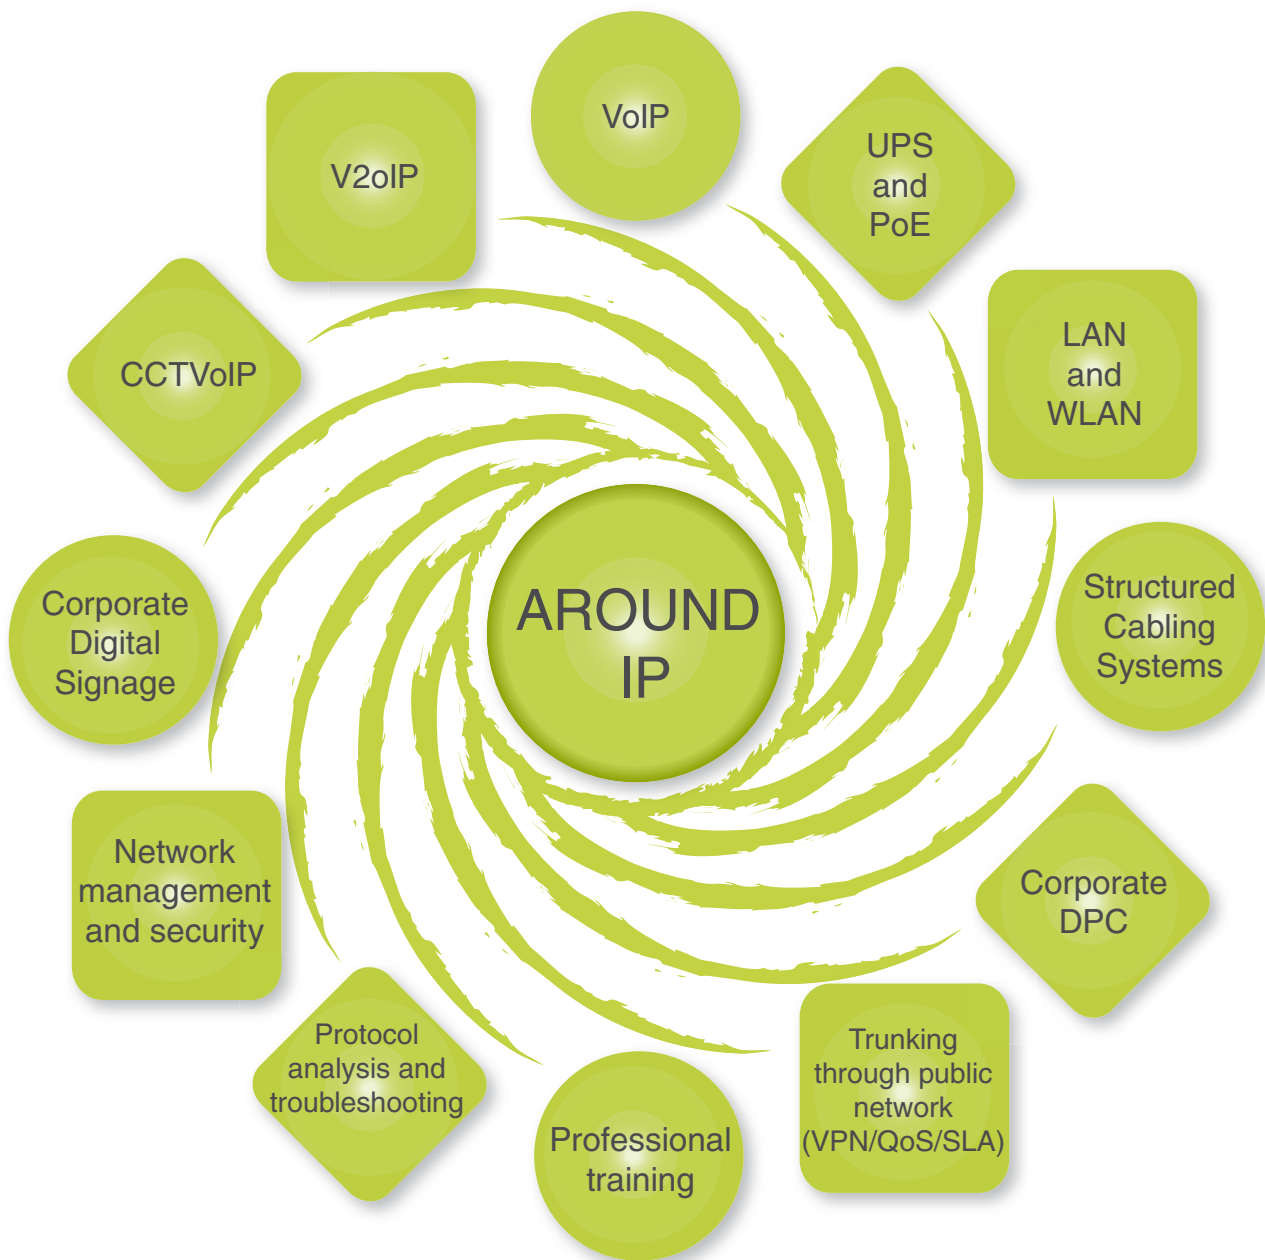 VoIP
UPS
and
PoE
LAN
and
WLAN
Structured
Cabling
Systems
Corporate
DPC
Trunking
through public
network
(VPN/QoS/SLA)
Professional
training
Protocol
analysis and
troubleshooting
Network
management
and security
Corporate
Digital
Signage
CCTVoIP
V2oIP
AROUND
IP